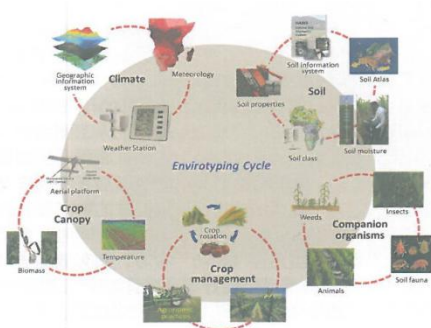 Geographic
information
system
Climate
Meteorology
Weather Station
Soil information
system
Soil Atlas
Soil
Soil properties
Soil class
Soil moisture
Envirotyping Cycle
Aerial platform
Crop
Canopy
Biomass
Temperature
Crop
rotation
Crop
management
Weeds
Insects
Companion
organisms
Animals
Soil fauna